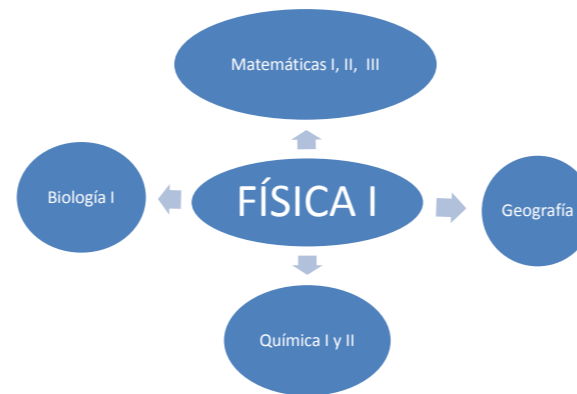 Matemáticas I, II, III
Biología I
FÍSICA I
Geografía
Química I y II